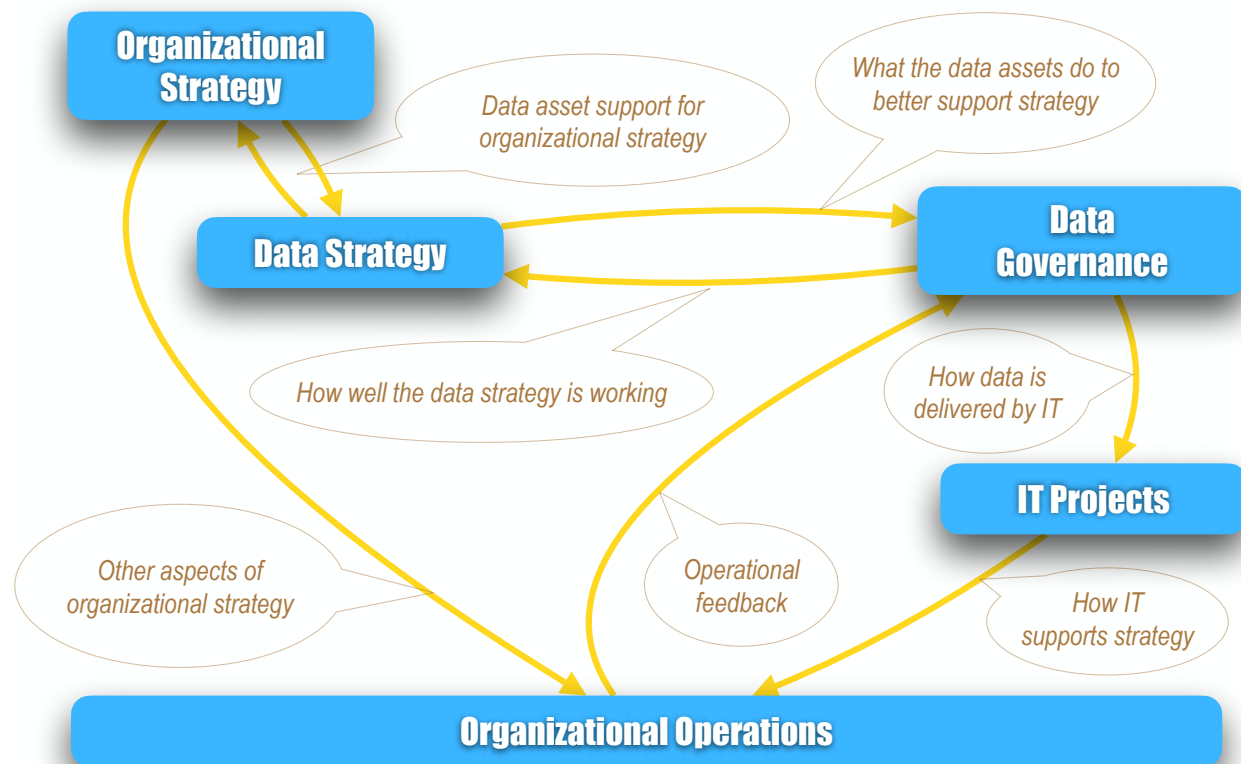 Organizational
Strategy
Data asset support for
organizational strategy
What the data assets do to
better support strategy
Data Strategy
Data
Governance
How well the data strategy is working
How data is
delivered by IT
IT Projects
Other aspects of
organizational strategy
Operational
feedback
How IT
supports strategy
Organizational Operations